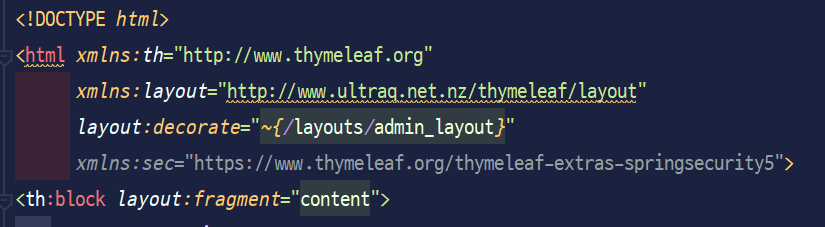 <!DOCTYPE html>
<html xmlns:th="http://www.thymeleaf.org"
xmlns:layout="http://www.ultraq.net.nz/thymeleaf/layout"
layout:decorate="~{/layouts/admin_layout}"
xmlns:sec="https://www.thymeleaf.org/thymeleaf-extras-springsecurity5">
<th:block layout:fragment="content">